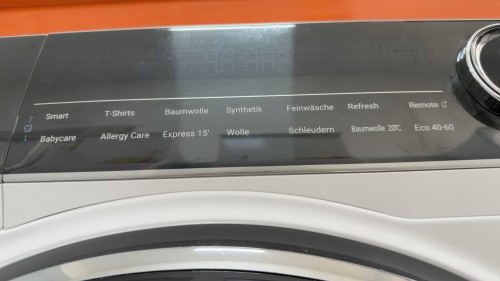 Smart T-Shirts Baumwolle Synthetik Feinwäsche Refresh Remote
Babycare Allergy Care Express 15' Wolle Schleudern Baumwolle 20°C Eco 40-60